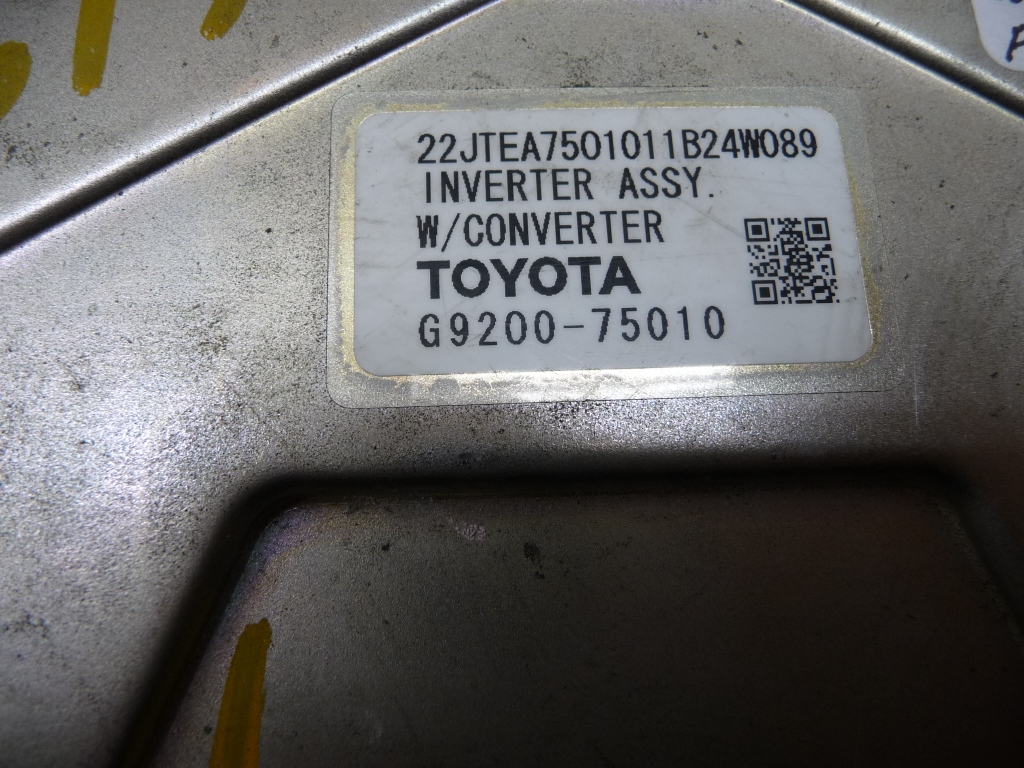 22JTEA7501011B24W089
INVERTER ASSY.
W/CONVERTER
TOYOTA
G9200-75010